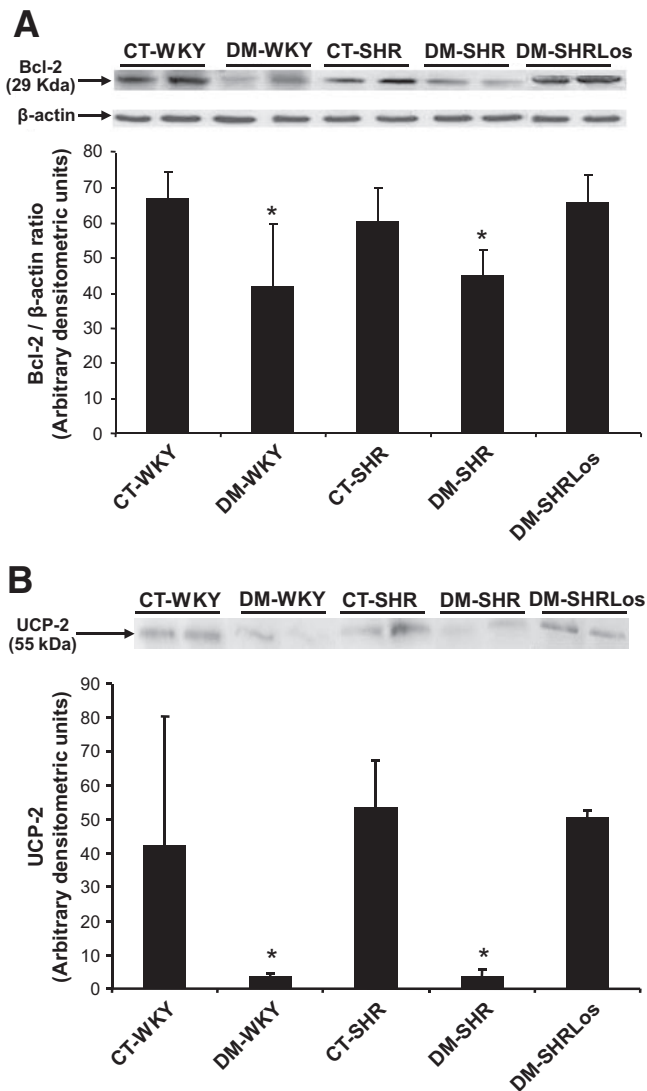 A
CT-WKY DM-WKY CT-SHR DM-SHR DM-SHRLos
Bcl-2
(29 Kda)
β-actin
80
70
60
50
40
30
20
10
0
Bcl-2 / β-actin ratio
(Arbitrary densitometric units)
*
*
CT-WKY
DM-WKY
CT-SHR
DM-SHR
DM-SHRLos
B
CT-WKY DM-WKY CT-SHR DM-SHR DM-SHRLos
UCP-2
(55 kDa)
90
80
70
60
50
40
30
20
10
0
UCP-2
(Arbitrary densitometric units)
*
*
CT-WKY
DM-WKY
CT-SHR
DM-SHR
DM-SHRLos